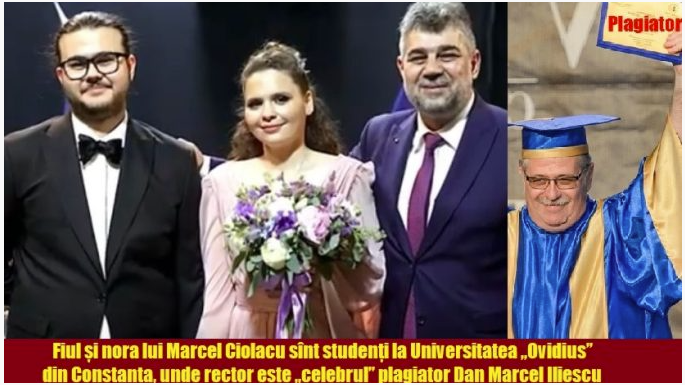 Plagiator
Fiul și nora lui Marcel Ciolacu sînt studenți la Universitatea „Ovidius”
din Constanța, unde rector este „celebrul” plagiator Dan Marcel Iliescu